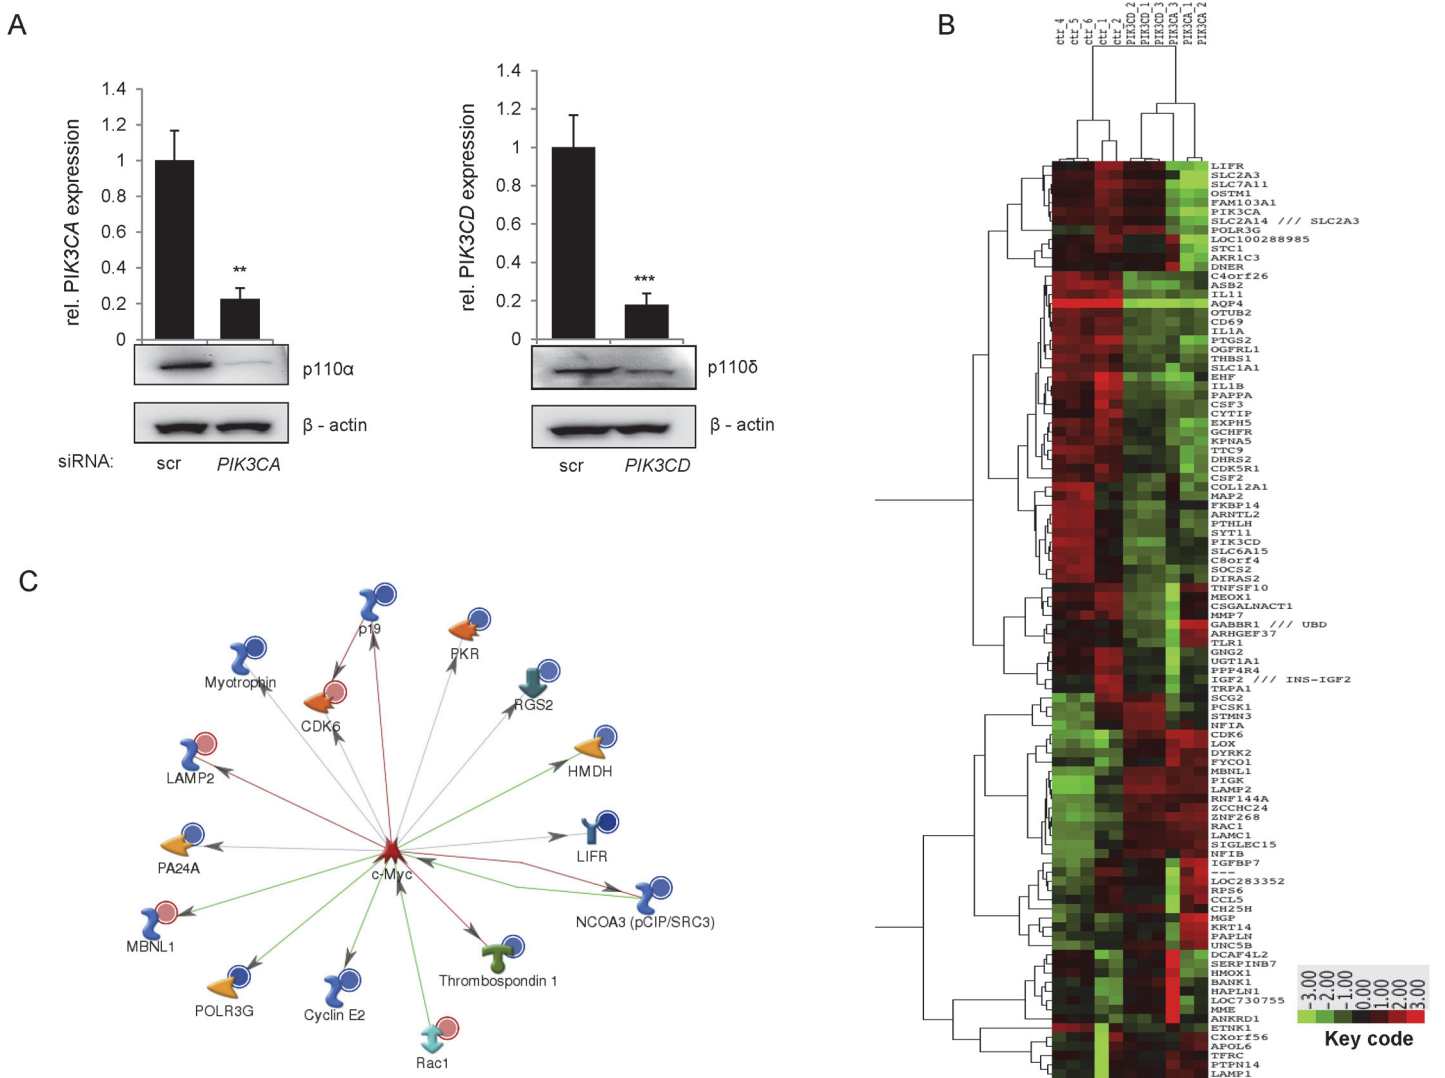 A
1.4
1.2
1
0.8
0.6
0.4
0.2
0
rel. PIK3CA expression
**
p110α
β - actin
siRNA:
scr
PIK3CA
1.4
1.2
1
0.8
0.6
0.4
0.2
0
rel. PIK3CD expression
***
p110δ
β - actin
scr
PIK3CD
B
ctr_4
ctr_5
ctr_6
ctr_1
ctr_2
PIK3CD_2
PIK3CD_1
PIK3CD_3
PIK3CA_3
PIK3CA_1
PIK3CA_2
LIFR
SLC2A3
SLC7A11
OSTM1
FAM103A1
PIK3CA
SLC2A14 /// SLC2A3
POLR3G
LOC100288985
STC1
AKR1C3
DNER
C4orf26
ASB2
IL11
AQP4
OTUB2
CD69
IL1A
PTGS2
OGFRL1
THBS1
SLC1A1
EHF
IL1B
PAPPA
CSF3
CYTIP
EXPH5
GCHFR
KPNA5
TTC9
DHRS2
CDK5R1
CSF2
COL12A1
MAP2
FKBP14
ARNTL2
PTHLH
SYT11
PIK3CD
SLC6A15
C8orf4
SOCS2
DIRAS2
TNFSF10
MEOX1
CSGALNACT1
MMP7
GABBR1 /// UBD
ARHGEF37
TLR1
GNG2
UGT1A1
PPP4R4
IGF2 /// INS-IGF2
TRPA1
SCG2
PCSK1
STMN3
NFIA
CDK6
LOX
DYRK2
FYCO1
MBNL1
PIGK
LAMP2
RNF144A
ZCCHC24
ZNF268
RAC1
LAMC1
SIGLEC15
NFIB
IGFBP7
---
LOC283352
RPS6
CCL5
CH25H
MGP
KRT14
PAPLN
UNC5B
DCAF4L2
SERPINB7
HMOX1
BANK1
HAPLN1
LOC730755
MME
ANKRD1
ETNK1
CXorf56
APOL6
TFRC
PTPN14
LAMP1
-3.00
-2.00
-1.00
0.00
1.00
2.00
3.00
Key code
C
p19
PKR
Myotrophin
RGS2
CDK6
HMDH
LAMP2
LIFR
PA24A
c-Myc
NCOA3 (pCIP/SRC3)
MBNL1
Thrombospondin 1
POLR3G
Cyclin E2
Rac1